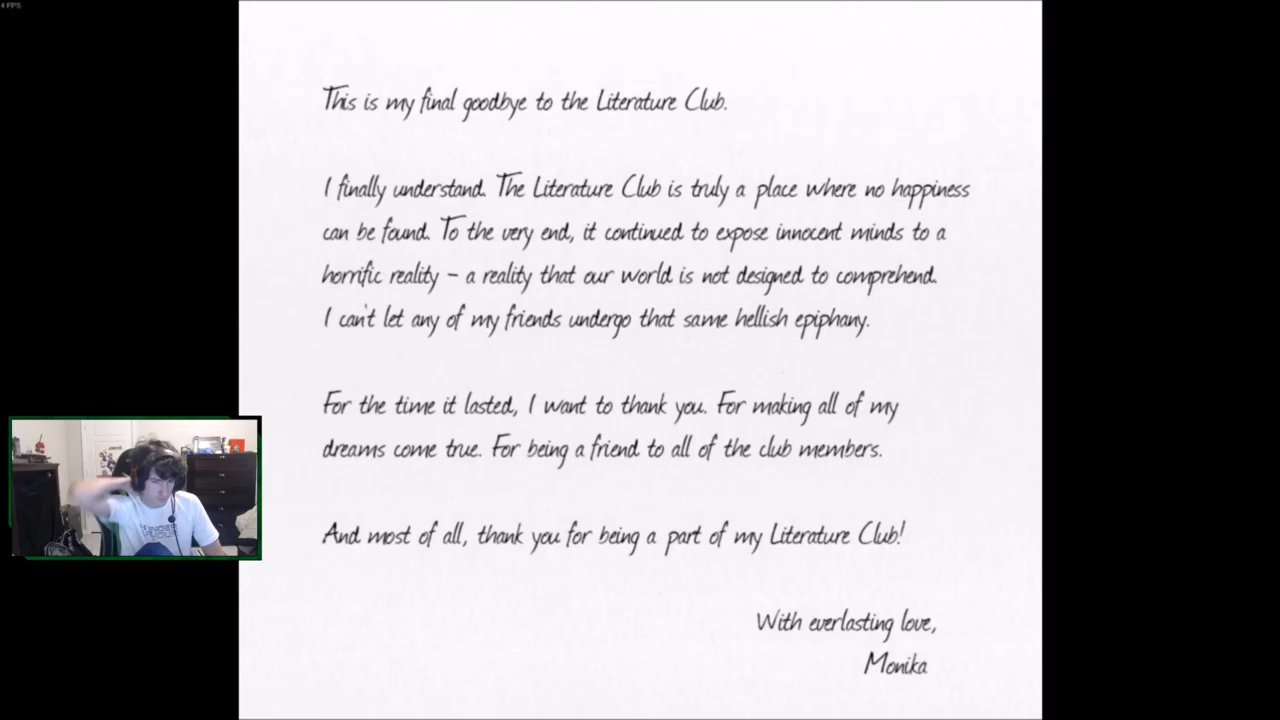 4 FPS
This is my final goodbye to the Literature Club.
I finally understand. The Literature Club is truly a place where no happiness
can be found. To the very end, it continued to expose innocent minds to a
horrific reality – a reality that our world is not designed to comprehend.
I can't let any of my friends undergo that same hellish epiphany.
For the time it lasted, I want to thank you. For making all of my
dreams come true. For being a friend to all of the club members.
And most of all, thank you for being a part of my Literature Club!
With everlasting love,
Monika